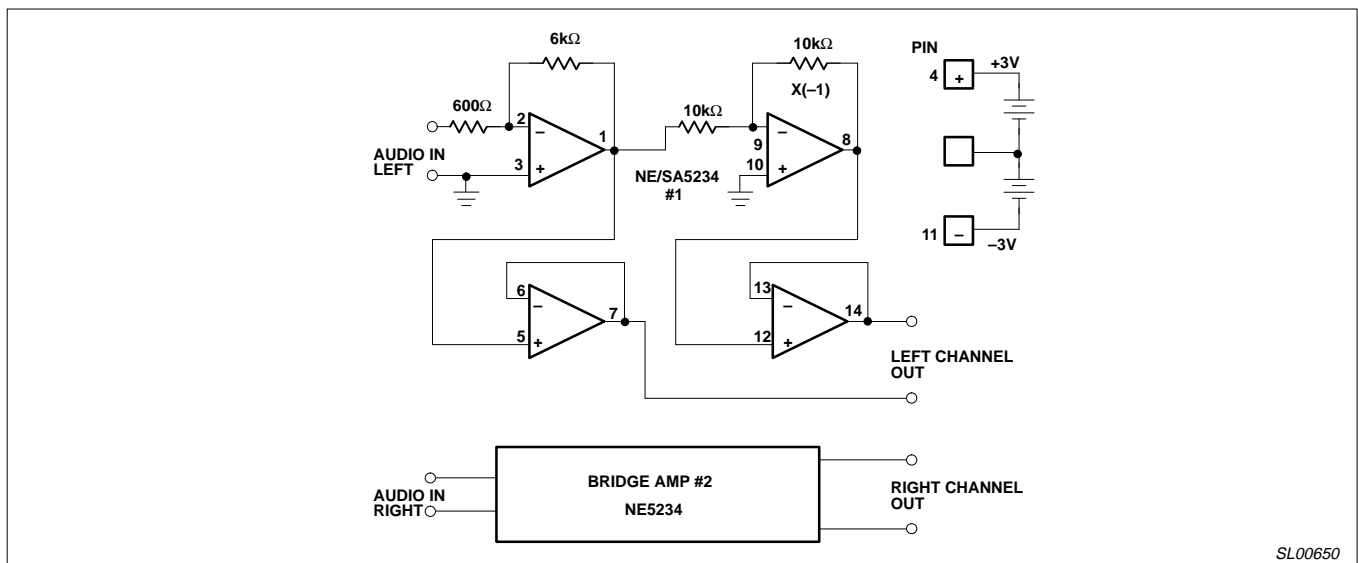 6kΩ
10kΩ
X(–1)
600Ω
2
–
1
3
+
AUDIO IN
LEFT
10kΩ
9
–
8
10
+
NE/SA5234
#1
PIN
4
+
+3V
11
–
–3V
6
–
7
5
+
13
–
14
12
+
LEFT CHANNEL
OUT
AUDIO IN
RIGHT
BRIDGE AMP #2
NE5234
RIGHT CHANNEL
OUT
SL00650